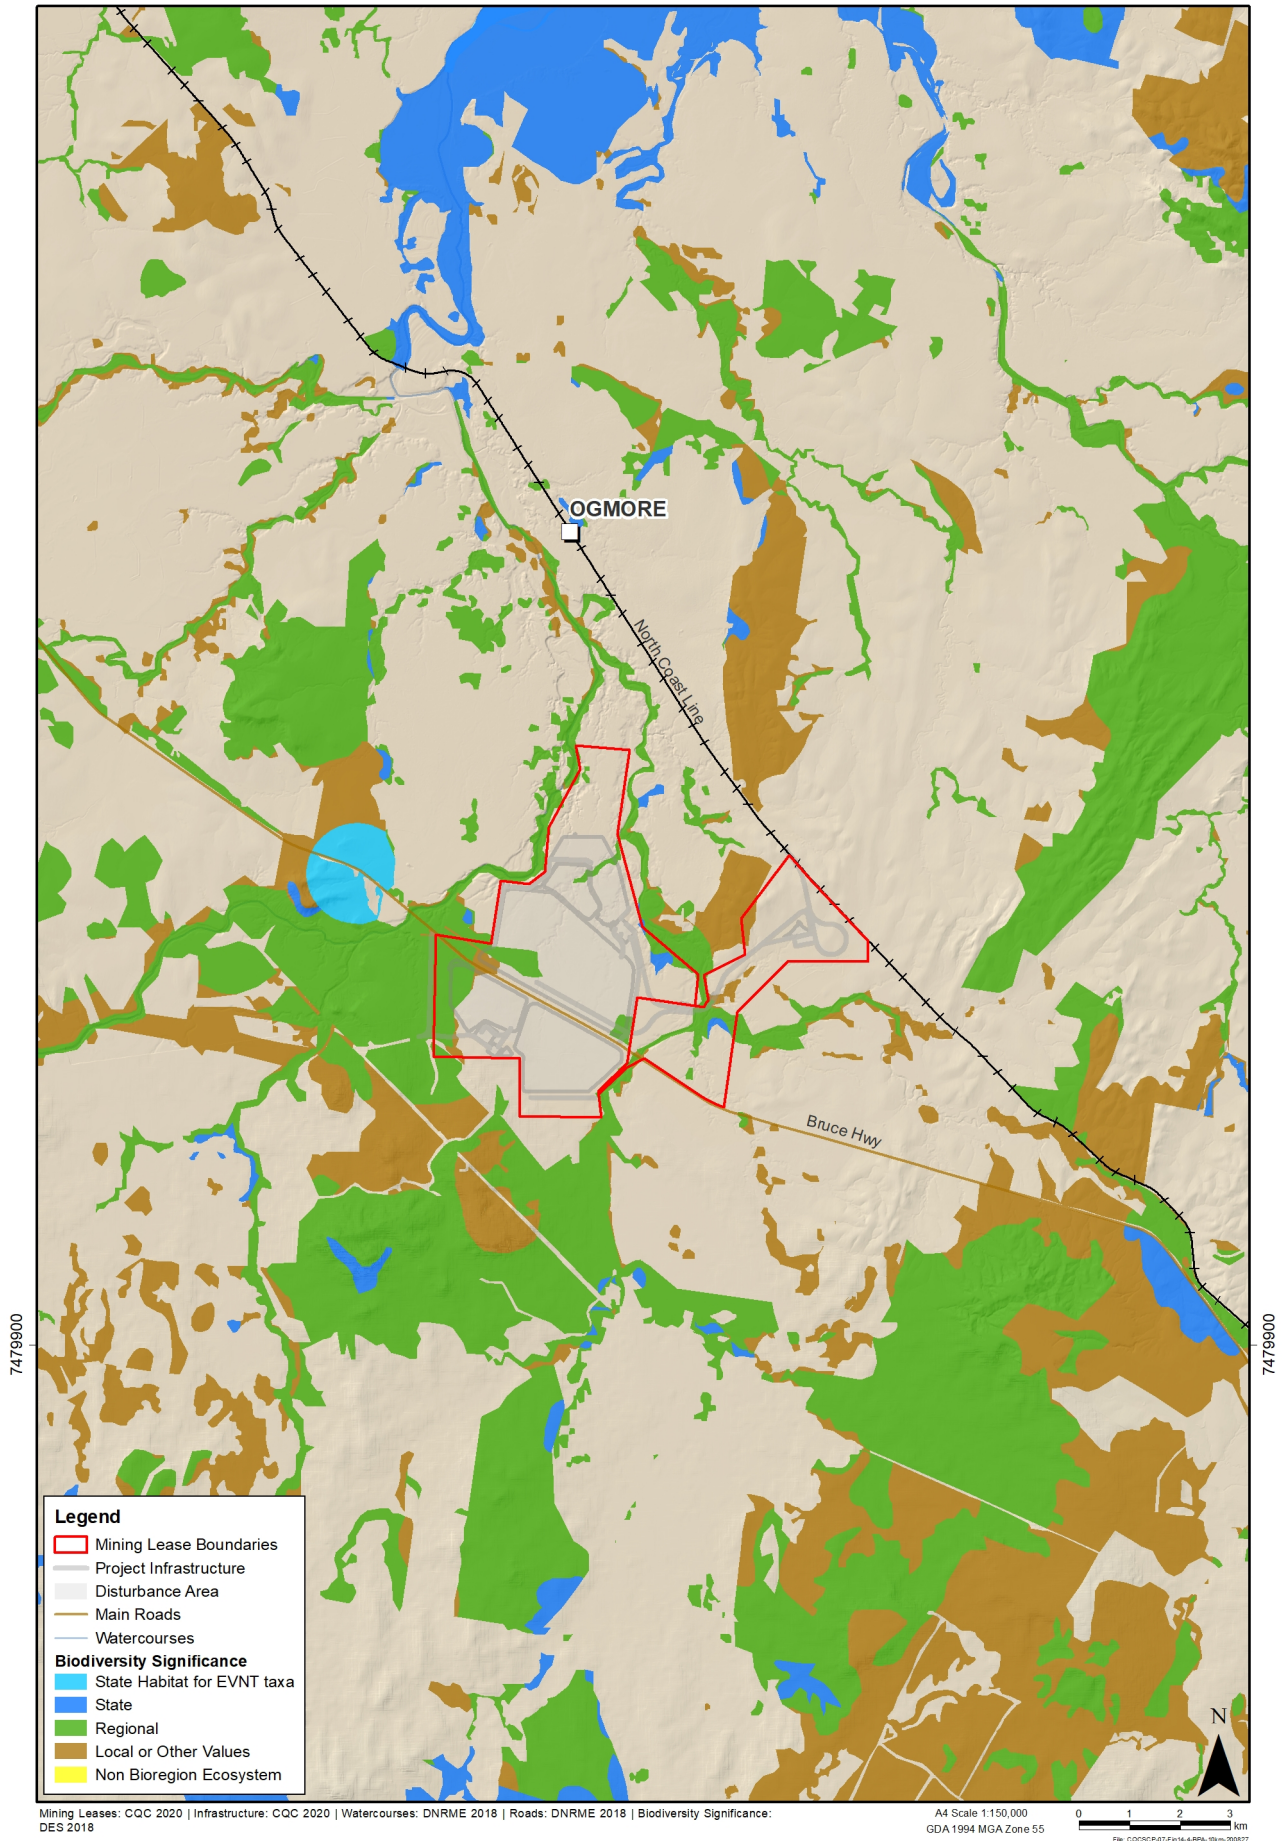 OGMORE
North Coast Line
Bruce Hwy
7479900
7479900
Legend
Mining Lease Boundaries
Project Infrastructure
Disturbance Area
Main Roads
Watercourses
Biodiversity Significance
State Habitat for EVNT taxa
State
Regional
Local or Other Values
Non Bioregion Ecosystem
N
Mining Leases: CQC 2020 | Infrastructure: CQC 2020 | Watercourses: DNRME 2018 | Roads: DNRME 2018 | Biodiversity Significance:
DES 2018
A4 Scale 1:150,000
GDA 1994 MGA Zone 55
0 1 2 3
km